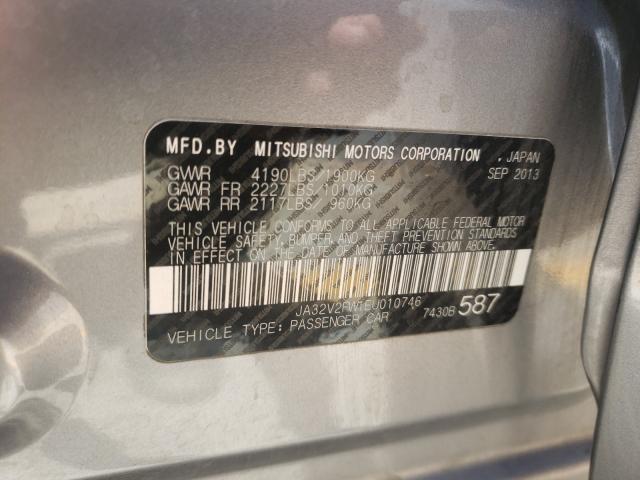 MFD.BY MITSUBISHI MOTORS CORPORATION , JAPAN
SEP 2013
GVWR 4190LBS/1900KG
GAWR FR 2227LBS/1010KG
GAWR RR 2117LBS/ 960KG
THIS VEHICLE CONFORMS TO ALL APPLICABLE FEDERAL MOTOR
VEHICLE SAFETY, BUMPER, AND THEFT PREVENTION STANDARDS
IN EFFECT ON THE DATE OF MANUFACTURE SHOWN ABOVE.
JA32V2FW1EU010746
7430B 587
VEHICLE TYPE: PASSENGER CAR